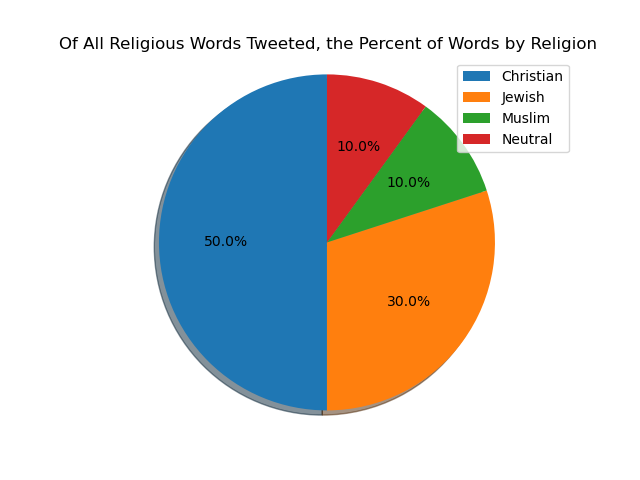 Of All Religious Words Tweeted, the Percent of Words by Religion
Christian
Jewish
Muslim
Neutral
10.0%
10.0%
50.0%
30.0%